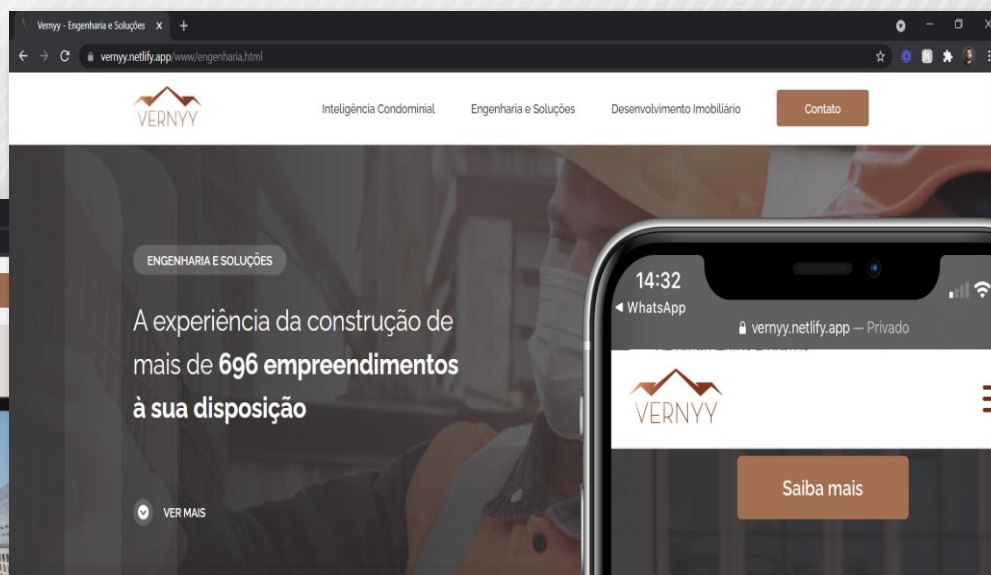 Vernyy - Engenharia e Soluções
vernyy.netlify.app/www/engenharia.html
VERNYY
Inteligência Condominial
Engenharia e Soluções
Desenvolvimento Imobiliário
Contato
ENGENHARIA E SOLUÇÕES
A experiência da construção de
mais de 696 empreendimentos
à sua disposição
VER MAIS
14:32
WhatsApp
vernyy.netlify.app — Privado
VERNYY
Saiba mais